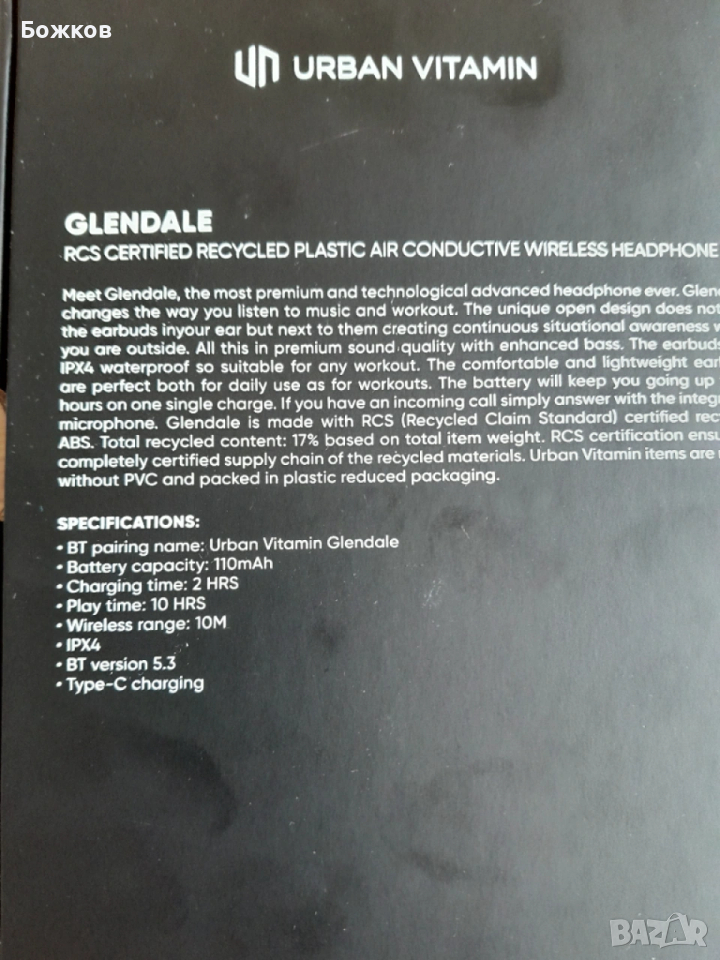 Божков
URBAN VITAMIN
GLENDALE
RCS CERTIFIED RECYCLED PLASTIC AIR CONDUCTIVE WIRELESS HEADPHONE
Meet Glendale, the most premium and technological advanced headphone ever.
changes the way you listen to music and workout. The unique open design does not
the earbuds inyour ear but next to them creating continuous situational awareness
you are outside. All this in premium sound quality with enhanced bass. The earbuds
IPX4 waterproof so suitable for any workout. The comfortable and lightweight
are perfect both for daily use as for workouts. The battery will keep you going up
hours on one single charge. If you have an incoming call simply answer with the
microphone. Glendale is made with RCS (Recycled Claim Standard) certified
ABS. Total recycled content: 17% based on total item weight. RCS certification
completely certified supply chain of the recycled materials. Urban Vitamin items are
without PVC and packed in plastic reduced packaging.
SPECIFICATIONS:
• BT pairing name: Urban Vitamin Glendale
• Battery capacity: 110mAh
• Charging time: 2 HRS
• Play time: 10 HRS
• Wireless range: 10M
• IPX4
• BT version 5.3
• Type-C charging
BAZAR